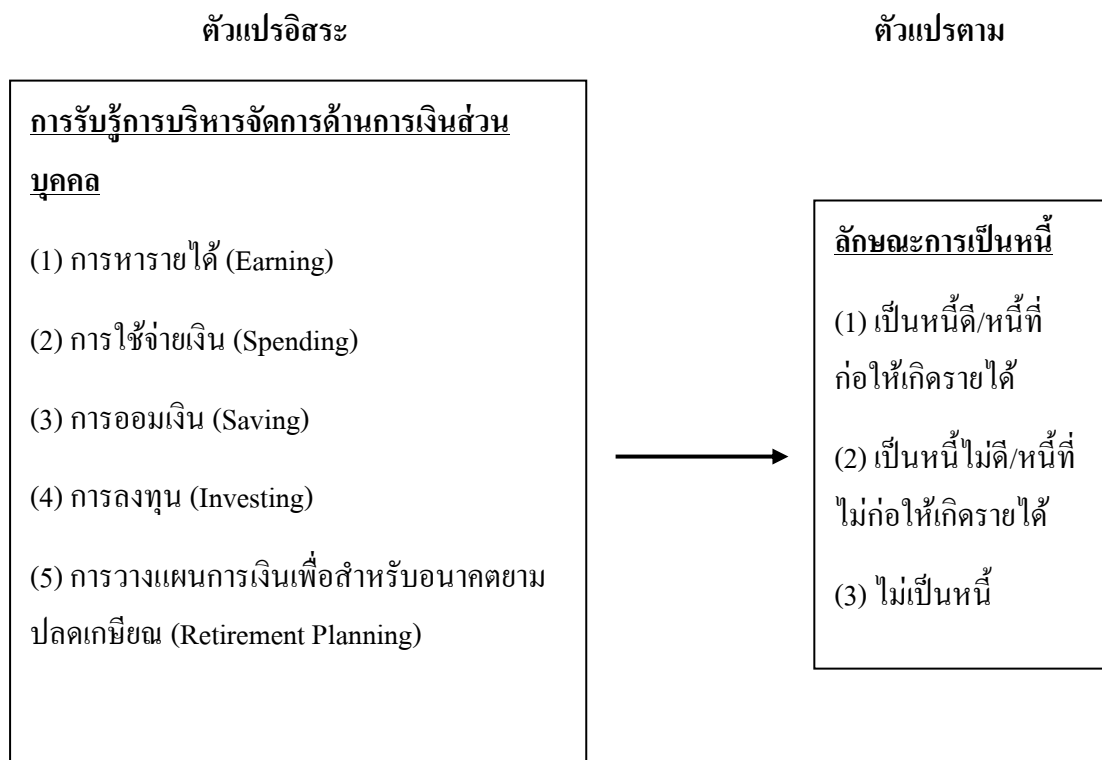 ตัวแปรอิสระ
ตัวแปรตาม
การรับรู้การบริหารจัดการด้านการเงินส่วน
บุคคล
(1) การหารายได้ (Earning)
(2) การใช้จ่ายเงิน (Spending)
(3) การออมเงิน (Saving)
(4) การลงทุน (Investing)
(5) การวางแผนการเงินเพื่อสำหรับอนาคตยาม
ปลดเกษียณ (Retirement Planning)
ลักษณะการเป็นหนี้
(1) เป็นหนี้ดี/หนี้ที่
ก่อให้เกิดรายได้
(2) เป็นหนี้ไม่ดี/หนี้ที่
ไม่ก่อให้เกิดรายได้
(3) ไม่เป็นหนี้